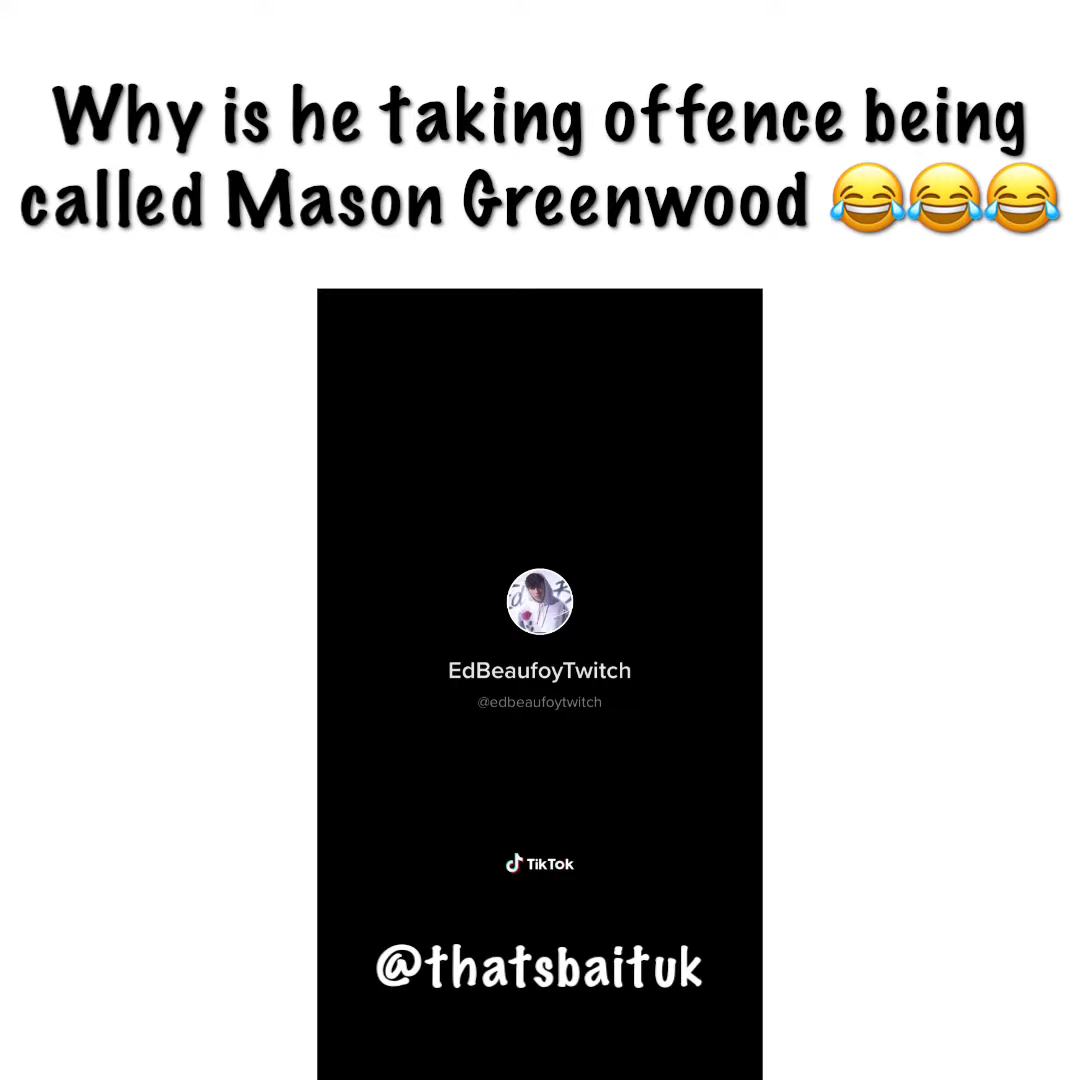 Why is he taking offence being
called Mason Greenwood 😂😂😂
EdBeaufoyTwitch
@edbeaufoytwitch
TikTok
@thatsbaituk